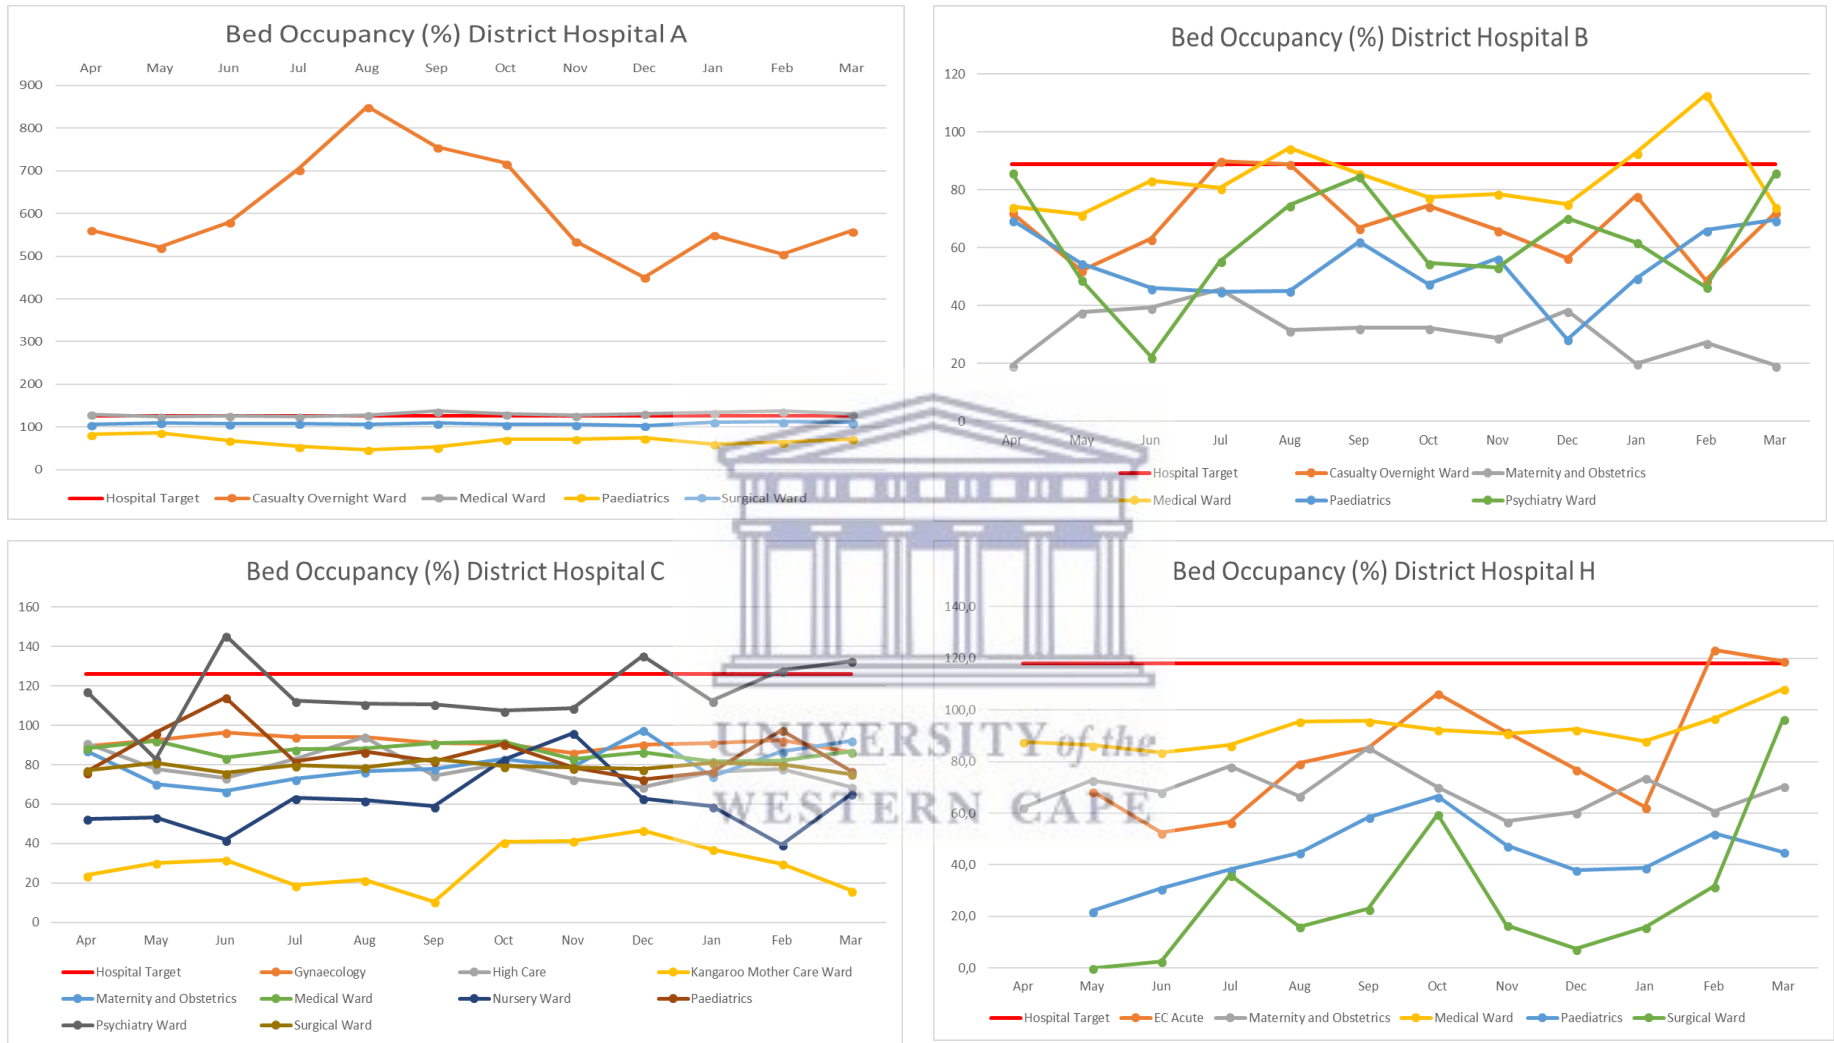 Bed Occupancy (%) District Hospital A
Apr May Jun Jul Aug Sep Oct Nov Dec Jan Feb Mar
900
800
700
600
500
400
300
200
100
0
Hospital Target Casualty Overnight Ward Medical Ward Paediatrics Surgical Ward
Bed Occupancy (%) District Hospital B
120
100
80
60
40
20
0
Apr May Jun Jul Aug Sep Oct Nov Dec Jan Feb Mar
Hospital Target Casualty Overnight Ward Maternity and Obstetrics
Medical Ward Paediatrics Psychiatry Ward
Bed Occupancy (%) District Hospital C
160
140
120
100
80
60
40
20
0
Apr May Jun Jul Aug Sep Oct Nov Dec Jan Feb Mar
Hospital Target Gynaecology High Care Kangaroo Mother Care Ward
Maternity and Obstetrics Medical Ward Nursery Ward Paediatrics
Psychiatry Ward Surgical Ward
Bed Occupancy (%) District Hospital H
140,0
120,0
100,0
80,0
60,0
40,0
20,0
0,0
Apr May Jun Jul Aug Sep Oct Nov Dec Jan Feb Mar
Hospital Target EC Acute Maternity and Obstetrics Medical Ward Paediatrics Surgical Ward
UNIVERSITY of the
WESTERN CAPE